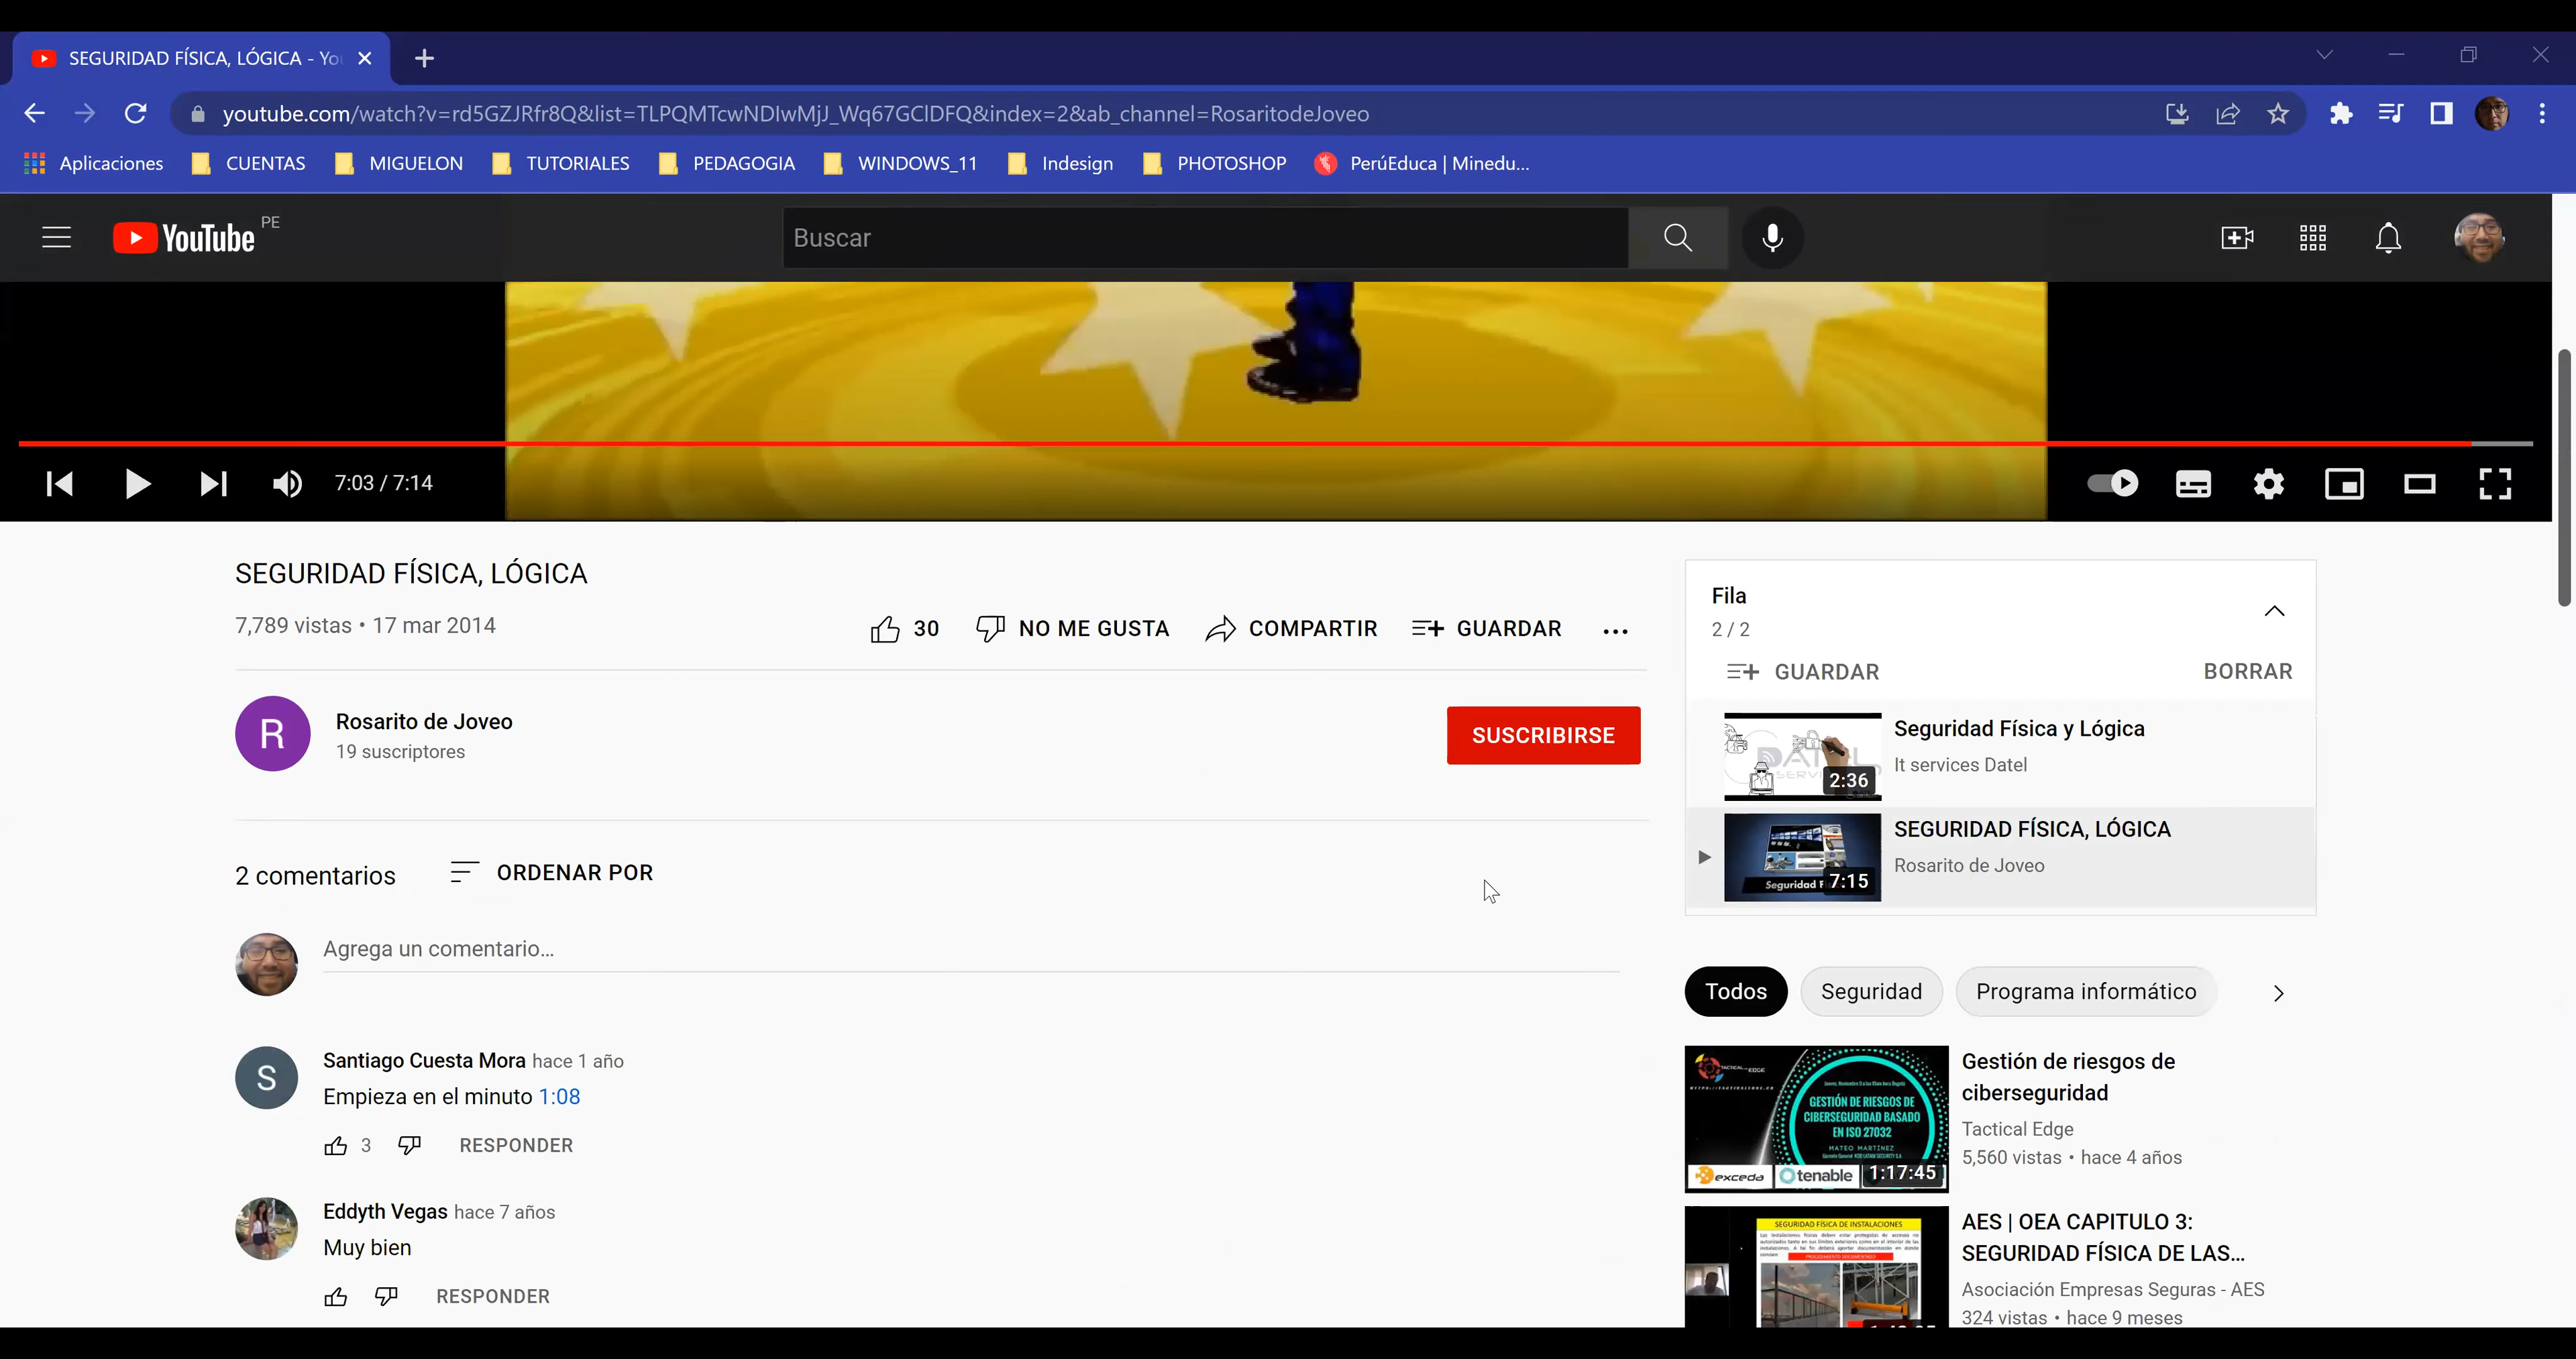 SEGURIDAD FÍSICA, LÓGICA - You
youtube.com/watch?v=rd5GZJRfr8Q&list=TLPQMTcwNDIwMjJ_Wq67GClDFQ&index=2&ab_channel=RosaritodeJoveo
Aplicaciones CUENTAS MIGUELON TUTORIALES PEDAGOGIA WINDOWS_11 Indesign PHOTOSHOP PerúEduca | Minedu...
YouTube PE
Buscar
7:03 / 7:14
SEGURIDAD FÍSICA, LÓGICA
7,789 vistas • 17 mar 2014
30 NO ME GUSTA COMPARTIR GUARDAR
R
Rosarito de Joveo
19 suscriptores
SUSCRIBIRSE
2 comentarios ORDENAR POR
Agrega un comentario...
S
Santiago Cuesta Mora hace 1 año
Empieza en el minuto 1:08
3 RESPONDER
Eddyth Vegas hace 7 años
Muy bien
RESPONDER
Fila
2 / 2
GUARDAR BORRAR
2:36
Seguridad Física y Lógica
It services Datel
Seguridad F
7:15
SEGURIDAD FÍSICA, LÓGICA
Rosarito de Joveo
Todos Seguridad Programa informático
TACTICAL EDGE
GESTIÓN DE RIESGOS DE
CIBERSEGURIDAD BASADO
EN ISO 27032
MATEO MARTÍNEZ
exceda tenable 1:17:45
Gestión de riesgos de
ciberseguridad
Tactical Edge
5,560 vistas • hace 4 años
SEGURIDAD FÍSICA DE INSTALACIONES
AES | OEA CAPITULO 3:
SEGURIDAD FÍSICA DE LAS...
Asociación Empresas Seguras - AES
324 vistas • hace 9 meses